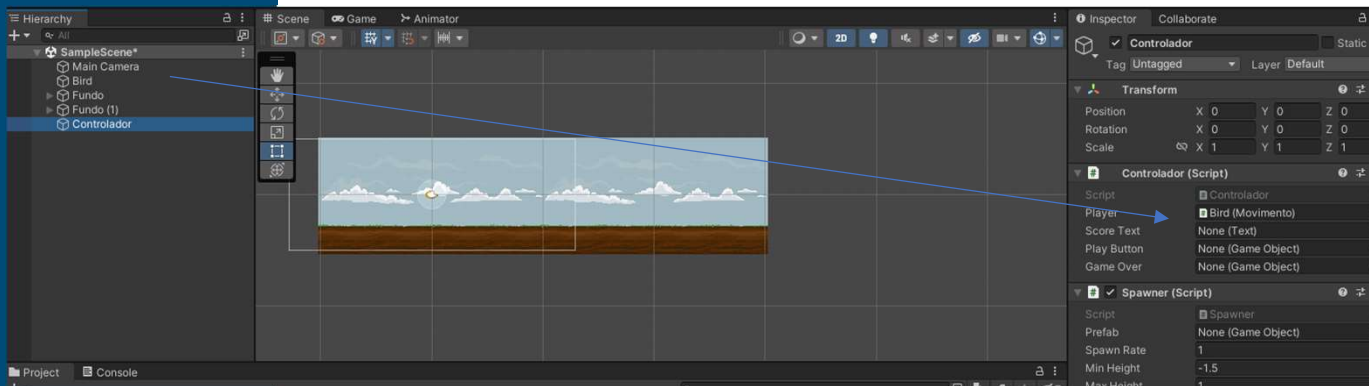 Hierarchy
All
SampleScene*
Main Camera
Bird
Fundo
Fundo (1)
Controlador
Scene Game Animator
2D
Project Console
Inspector Collaborate
Controlador Static
Tag Untagged Layer Default
Transform
Position X 0 Y 0 Z 0
Rotation X 0 Y 0 Z 0
Scale X 1 Y 1 Z 1
Controlador (Script)
Script Controlador
Player Bird (Movimento)
Score Text None (Text)
Play Button None (Game Object)
Game Over None (Game Object)
Spawner (Script)
Script Spawner
Prefab None (Game Object)
Spawn Rate 1
Min Height -1.5
Max Height 1